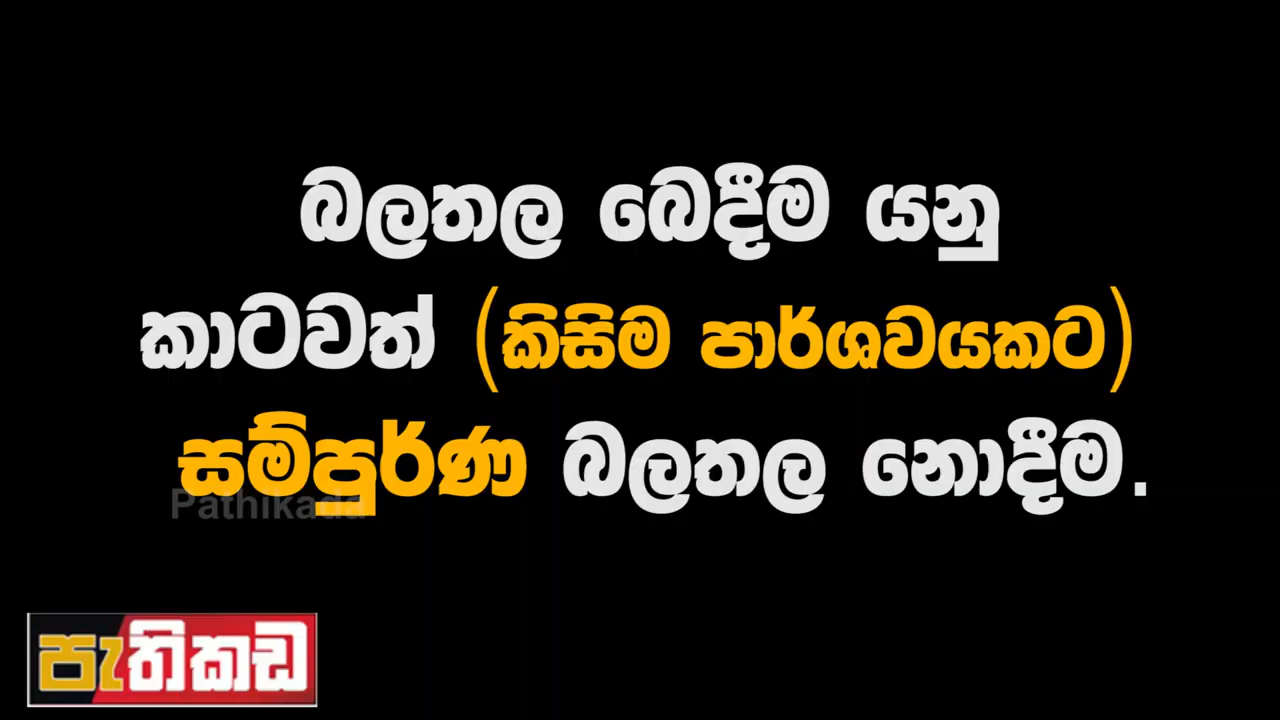 බලතල බෙදීම යනු
කාටවත් (කිසිම පාර්ශවයකට)
සම්පුර්ණ බලතල නොදීම.
Pathikada
පැතිකඩ